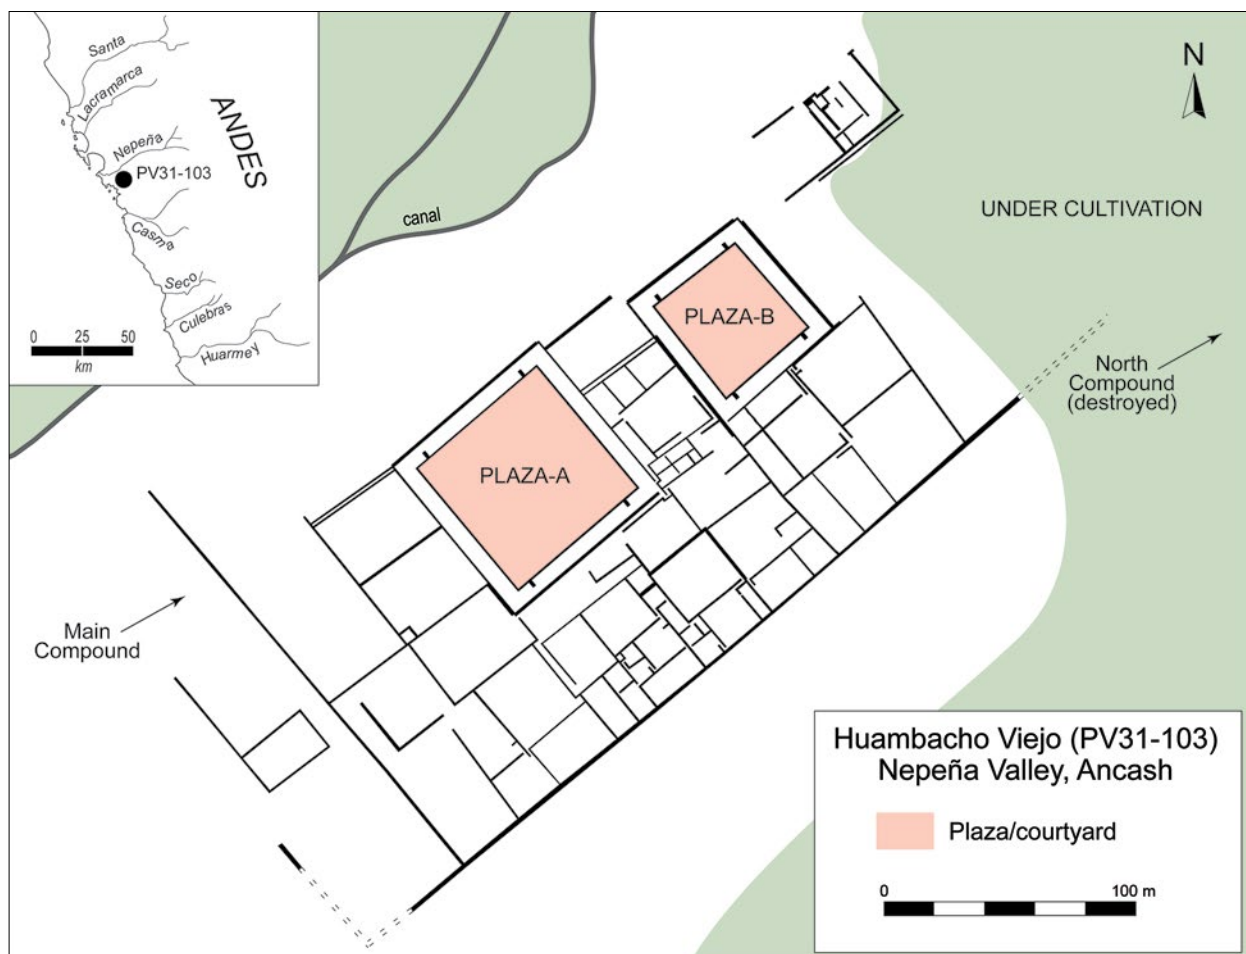 Santa
Lacramarca
Nepeña
PV31-103
ANDES
Casma
Seco
Culebras
Huarmey
0 25 50
km
canal
N
UNDER CULTIVATION
PLAZA-B
North
Compound
(destroyed)
PLAZA-A
Main
Compound
Huambacho Viejo (PV31-103)
Nepeña Valley, Ancash
Plaza/courtyard
0 100 m